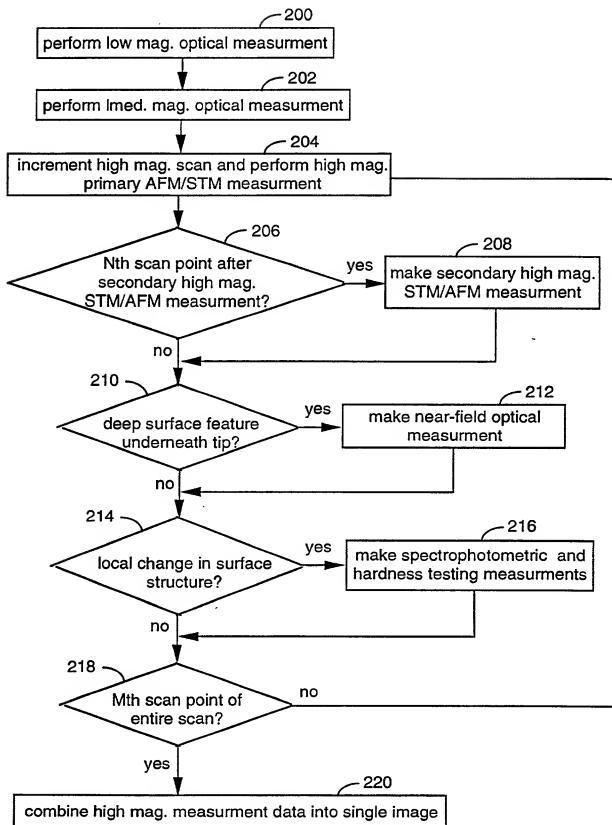 200
perform low mag. optical measurment
202
perform Imed. mag. optical measurment
204
increment high mag. scan and perform high mag.
primary AFM/STM measurment
206
Nth scan point after
secondary high mag.
STM/AFM measurment?
yes
208
make secondary high mag.
STM/AFM measurment
no
210
deep surface feature
underneath tip?
yes
212
make near-field optical
measurment
no
214
local change in surface
structure?
yes
216
make spectrophotometric and
hardness testing measurments
no
218
Mth scan point of
entire scan?
no
yes
220
combine high mag. measurment data into single image